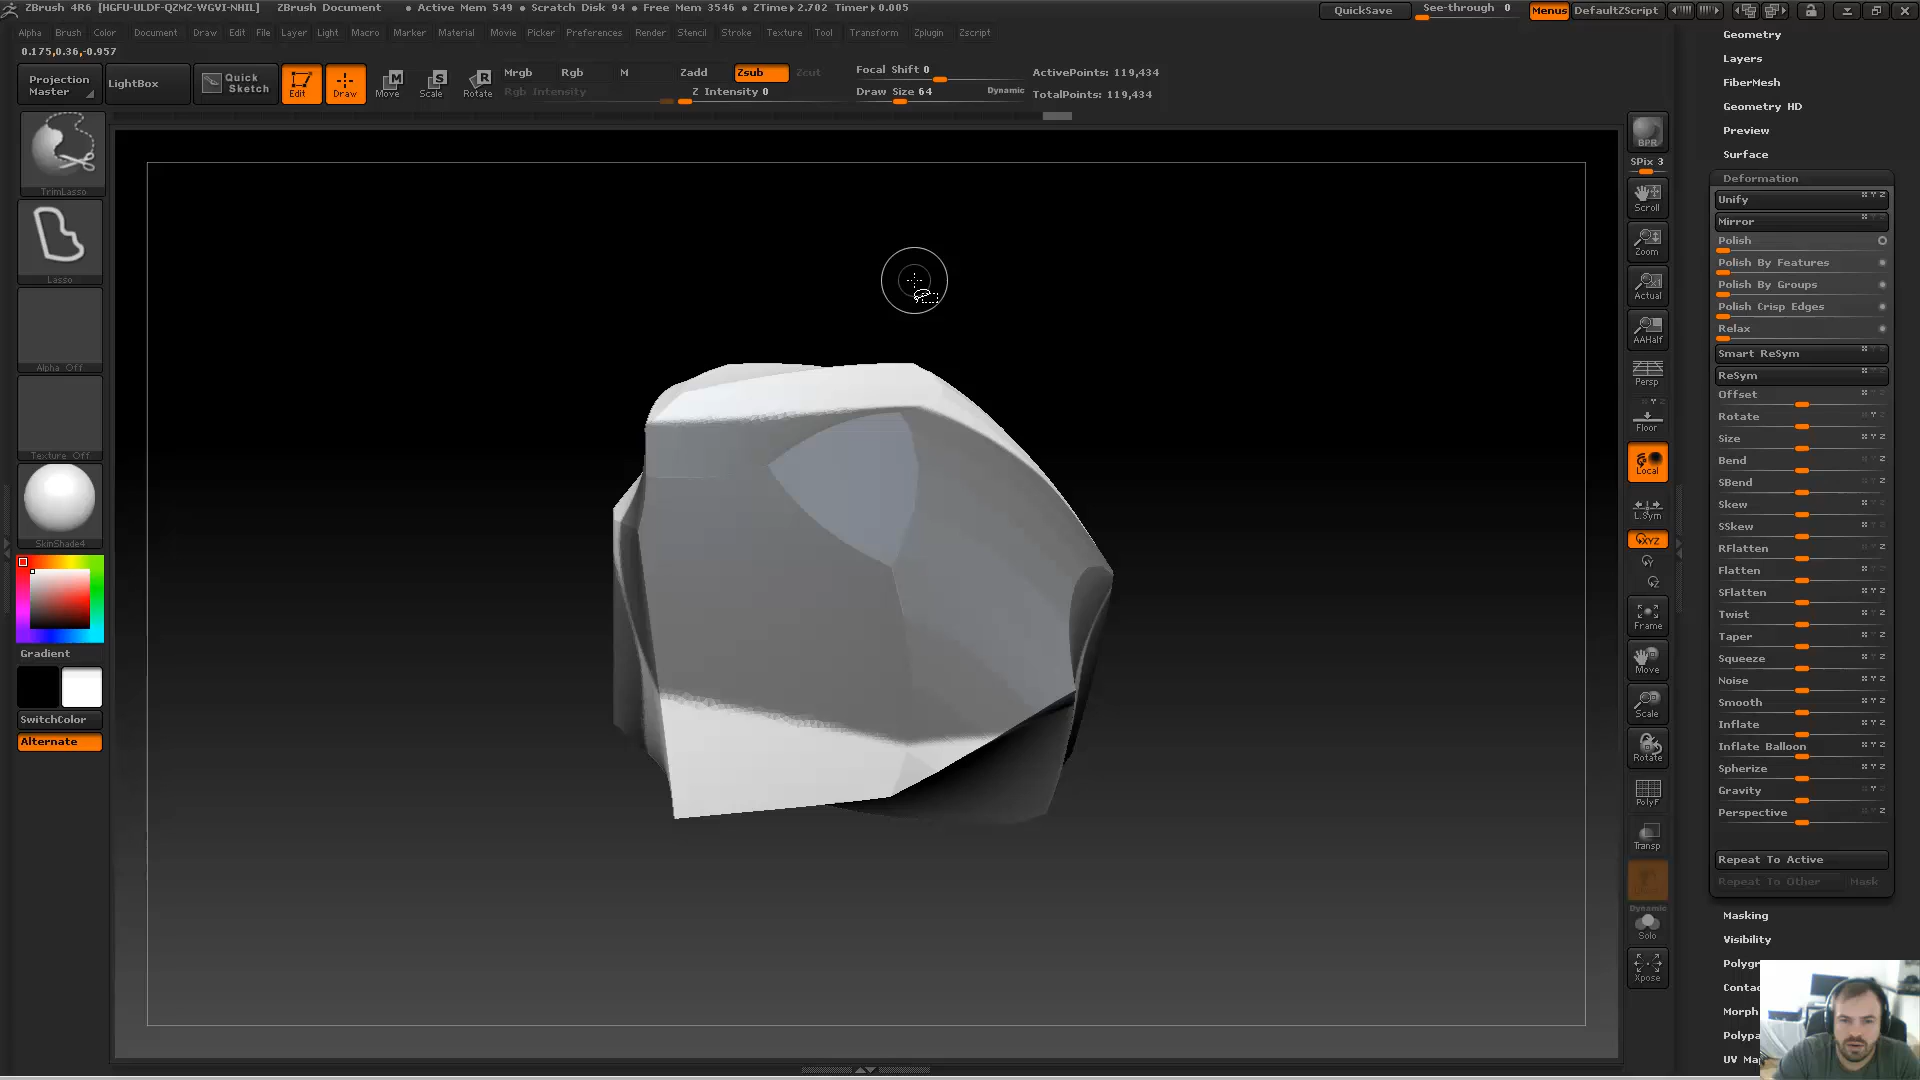 ZBrush 4R6 [HGFU-ULDF-QZMZ-WGVI-NHIL] ZBrush Document • Active Mem 549 • Scratch Disk 94 • Free Mem 3546 • ZTime▸2.702 Timer▸0.005
QuickSave See-through 0 Menus DefaultZScript
Alpha Brush Color Document Draw Edit File Layer Light Macro Marker Material Movie Picker Preferences Render Stencil Stroke Texture Tool Transform Zplugin Zscript
0.175,0.36,-0.957
Projection Master
LightBox
Quick Sketch
Edit
Draw
Move
Scale
Rotate
Mrgb Rgb M Zadd Zsub Zcut
Rgb Intensity Z Intensity 0
Focal Shift 0
Draw Size 64 Dynamic
ActivePoints: 119,434
TotalPoints: 119,434
TrimLasso
Lasso
Alpha Off
Texture Off
SkinShade4
Gradient
SwitchColor
Alternate
BPR
SPix 3
Scroll
Zoom
Actual
AAHalf
Persp
Floor
Local
L.Sym
XYZ
Y
Z
Frame
Move
Scale
Rotate
PolyF
Transp
Dynamic
Solo
Xpose
Geometry
Layers
FiberMesh
Geometry HD
Preview
Surface
Deformation
Unify X Y Z
Mirror
Polish
Polish By Features
Polish By Groups
Polish Crisp Edges
Relax
Smart ReSym
ReSym
Offset
Rotate
Size
Bend
SBend
Skew
SSkew
RFlatten
Flatten
SFlatten
Twist
Taper
Squeeze
Noise
Smooth
Inflate
Inflate Balloon
Spherize
Gravity
Perspective
Repeat To Active
Repeat To Other Mask
Masking
Visibility
Polygr
Contac
Morph
Polypa
UV Ma